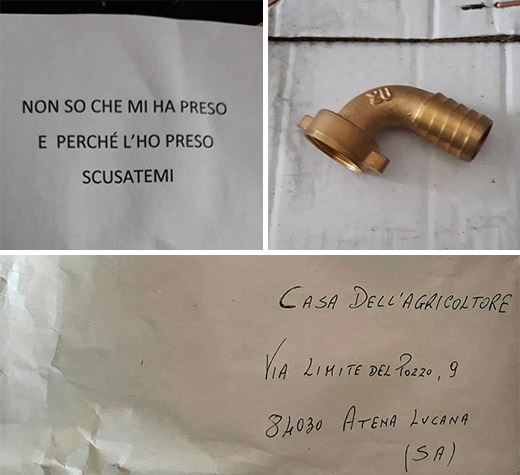 NON SO CHE MI HA PRESO
E PERCHÉ L'HO PRESO
SCUSATEMI
CASA DELL'AGRICOLTORE
VIA LIMITE DEL POZZO, 9
84030 ATENA LUCANA
(SA)